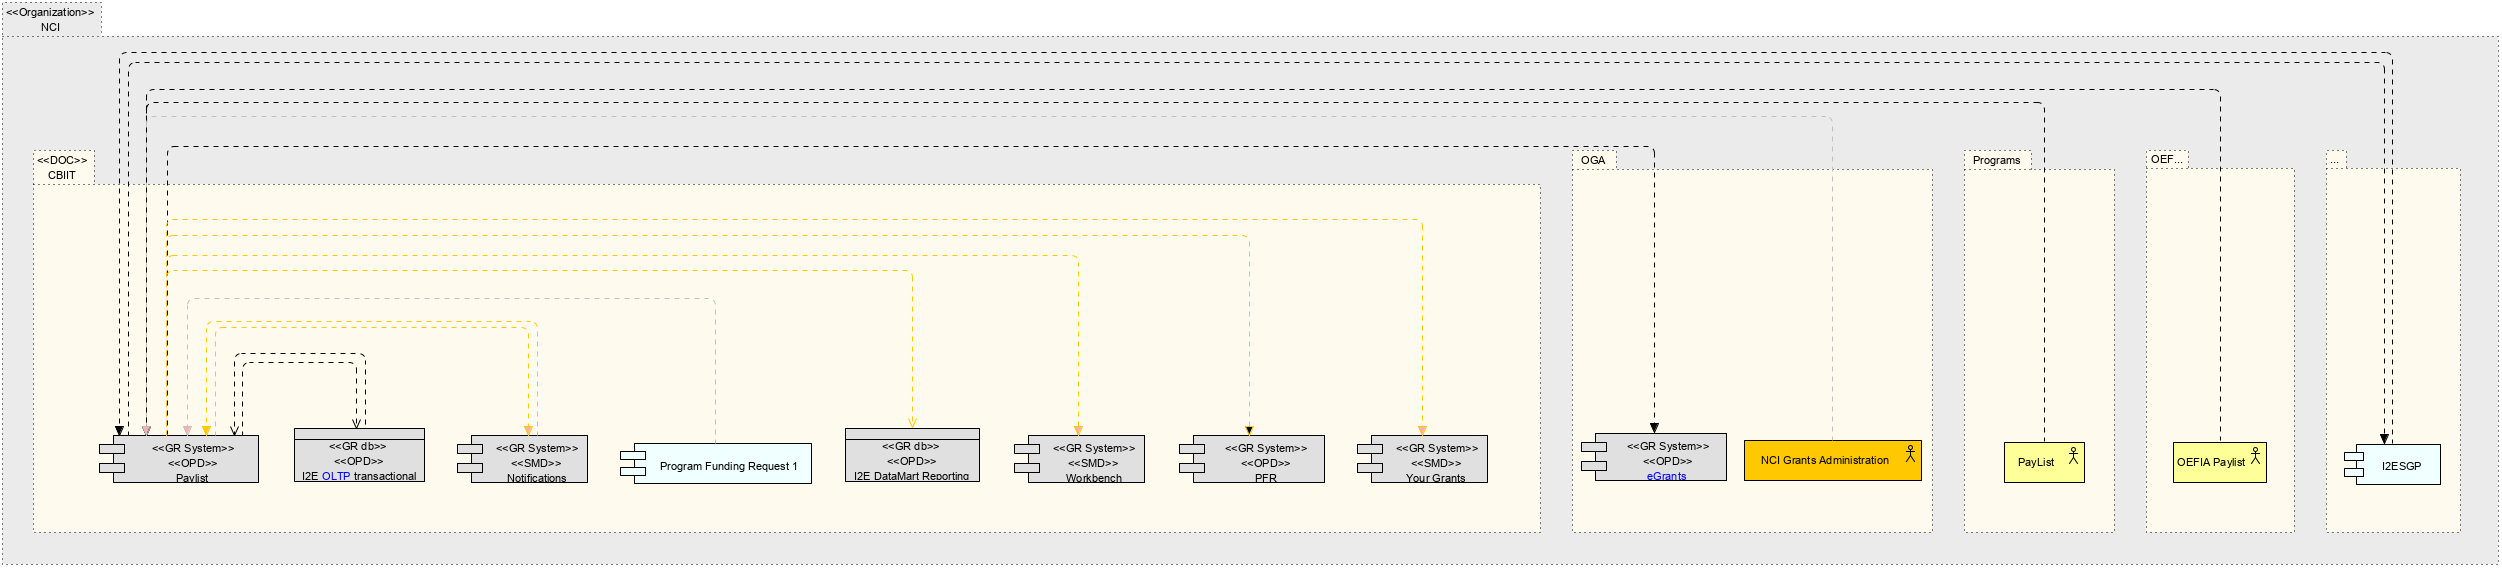 <<Organization>>
NCI
<<DOC>>
CBIIT
OGA
Programs
OEF...
...
<<GR System>>
<<OPD>>
Paylist
<<GR db>>
<<OPD>>
I2E OLTP transactional
<<GR System>>
<<SMD>>
Notifications
Program Funding Request 1
<<GR db>>
<<OPD>>
I2E DataMart Reporting
<<GR System>>
<<SMD>>
Workbench
<<GR System>>
<<OPD>>
PFR
<<GR System>>
<<SMD>>
Your Grants
<<GR System>>
<<OPD>>
eGrants
NCI Grants Administration
PayList
OEFIA Paylist
I2ESGP